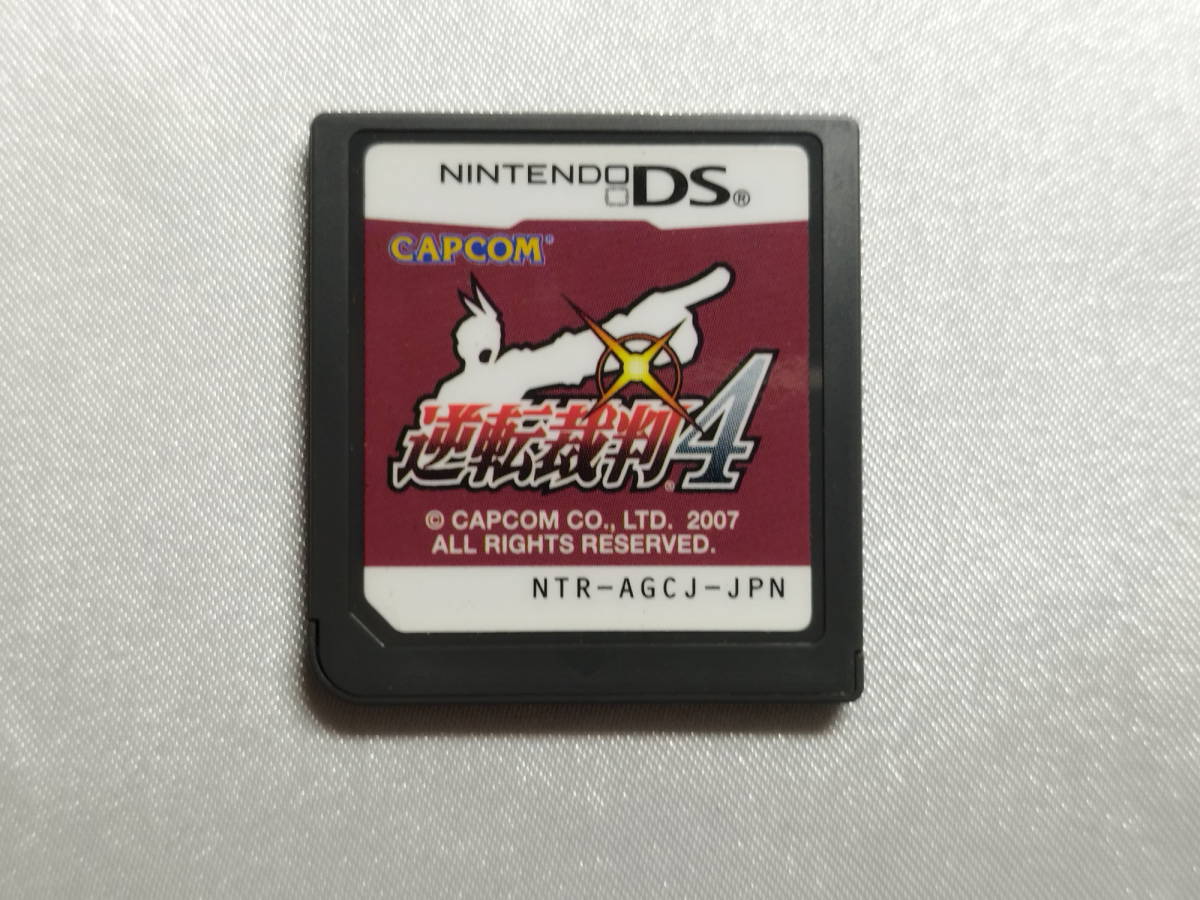 NINTENDO DS®
CAPCOM®
逆転裁判4
®
© CAPCOM CO., LTD. 2007
ALL RIGHTS RESERVED.
NTR-AGCJ-JPN